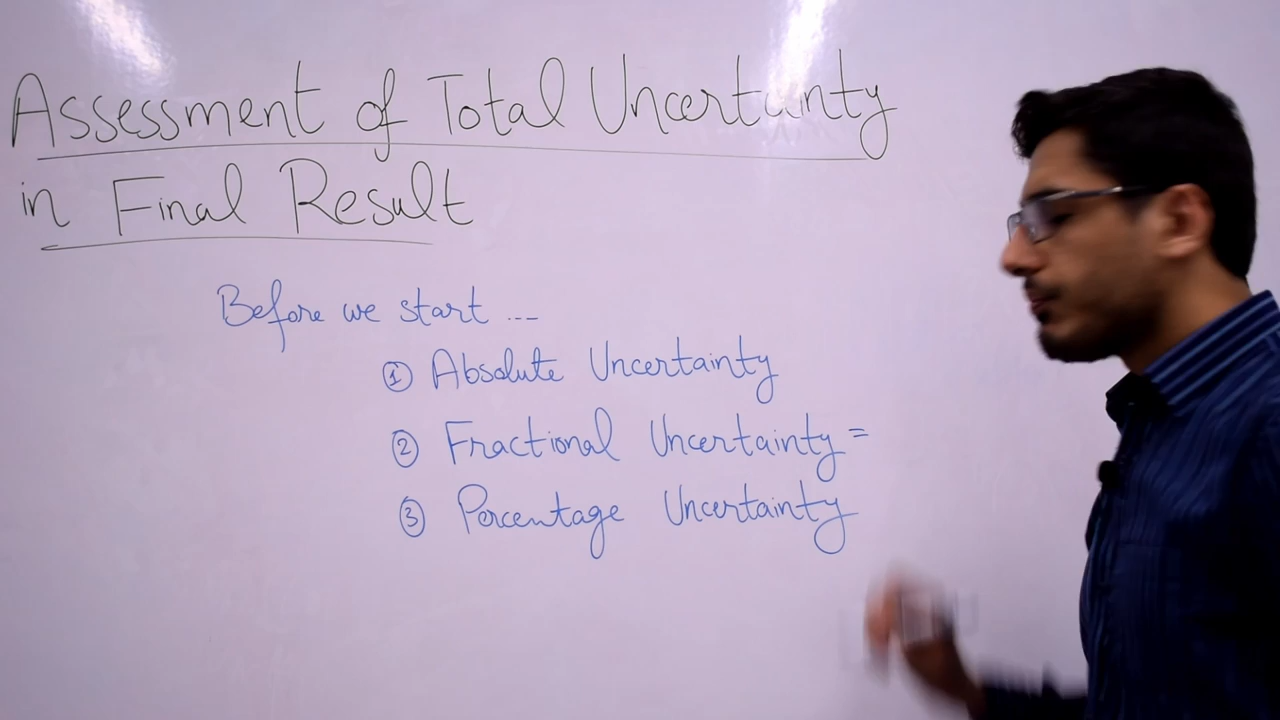 Assessment of Total Uncertainty
in Final Result
Before we start ---
① Absolute Uncertainty
② Fractional Uncertainty =
③ Percentage Uncertainty